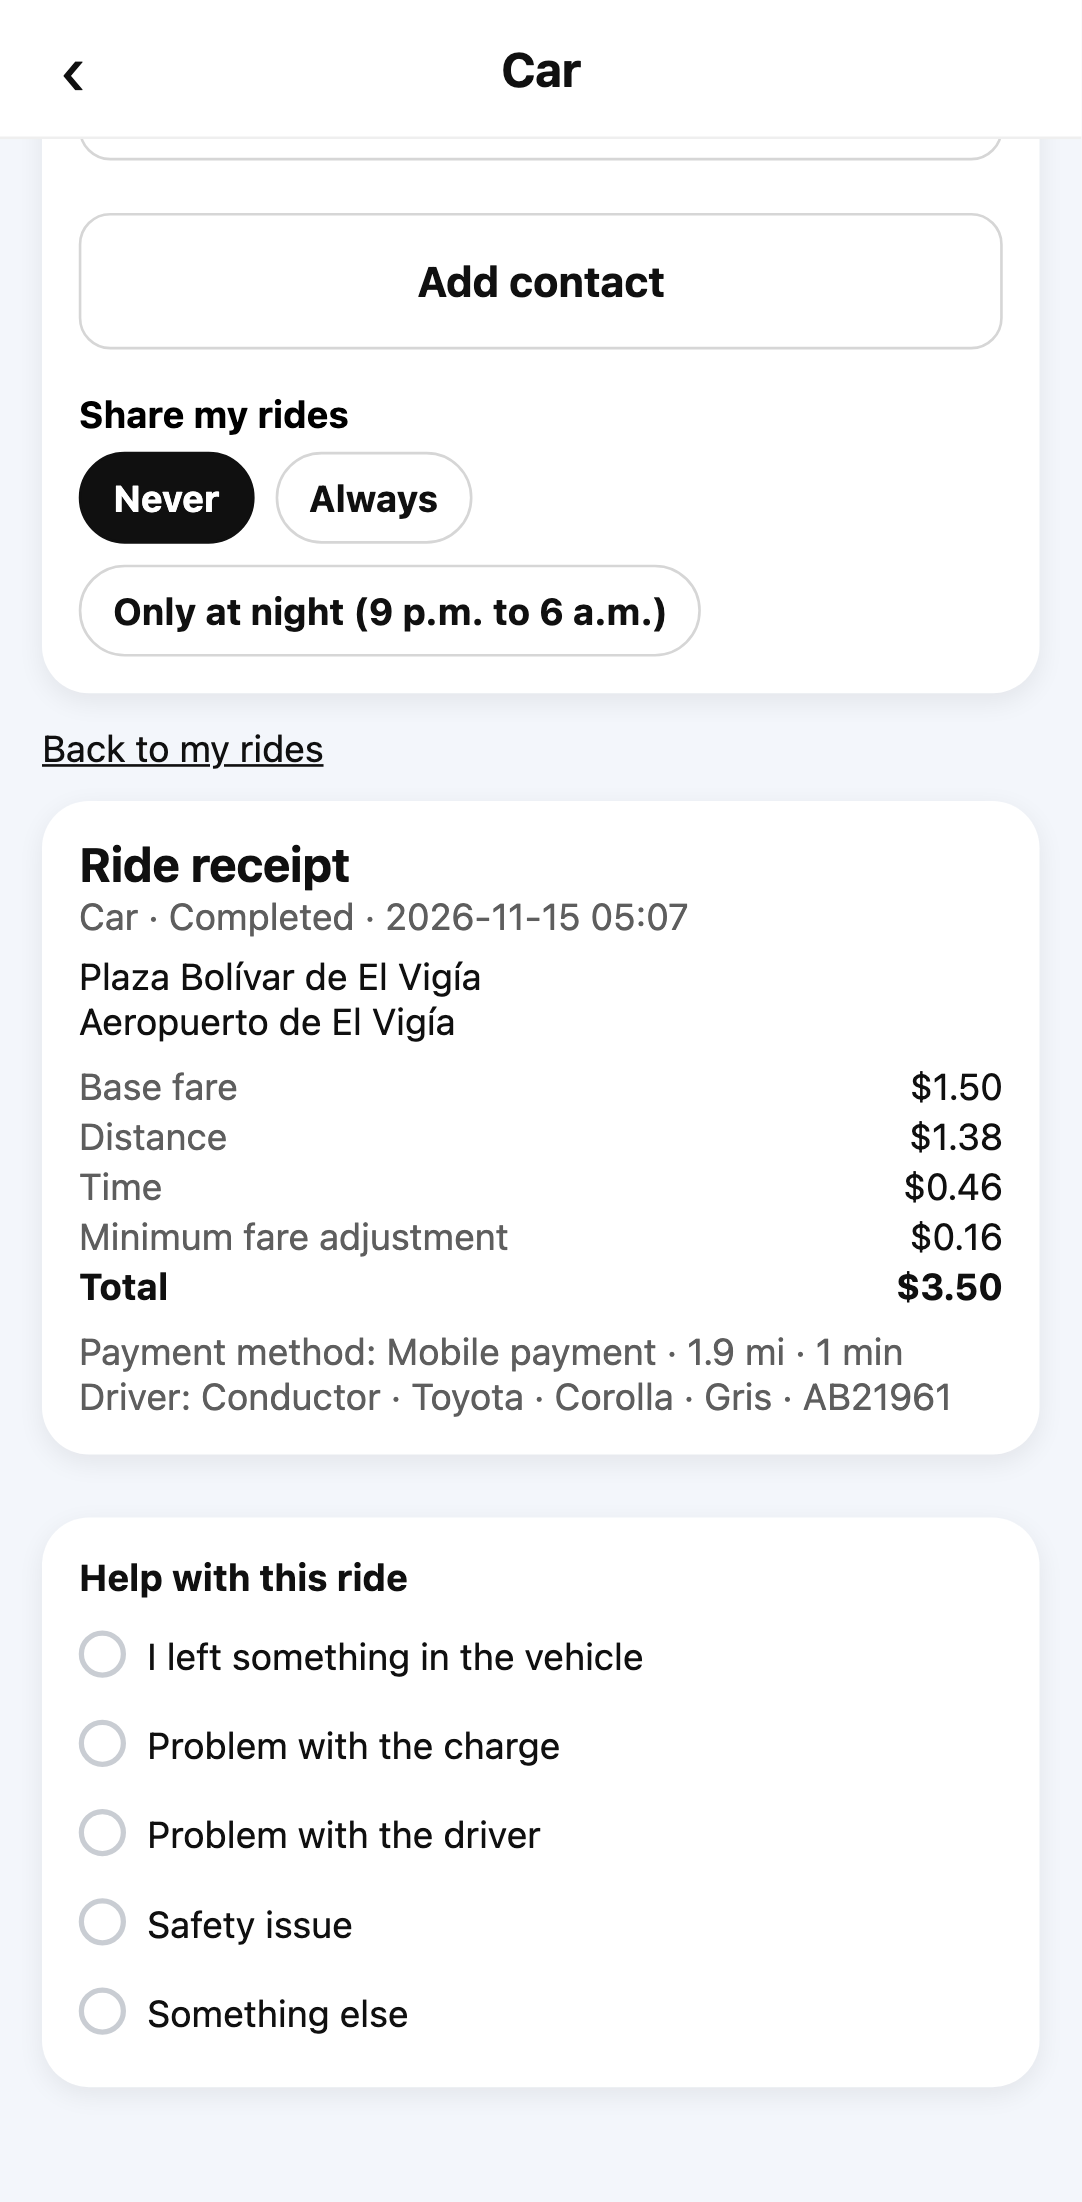 Car
Add contact
Share my rides
Never Always
Only at night (9 p.m. to 6 a.m.)
Back to my rides
Ride receipt
Car · Completed · 2026-11-15 05:07
Plaza Bolívar de El Vigía
Aeropuerto de El Vigía
Base fare $1.50
Distance $1.38
Time $0.46
Minimum fare adjustment $0.16
Total $3.50
Payment method: Mobile payment · 1.9 mi · 1 min
Driver: Conductor · Toyota · Corolla · Gris · AB21961
Help with this ride
I left something in the vehicle
Problem with the charge
Problem with the driver
Safety issue
Something else